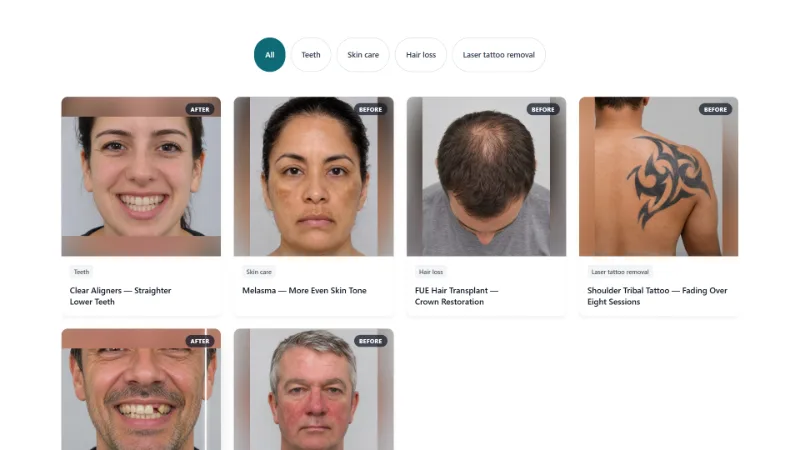 All
Teeth
Skin care
Hair loss
Laser tattoo removal
AFTER
BEFORE
BEFORE
BEFORE
Teeth
Clear Aligners — Straighter
Lower Teeth
Skin care
Melasma — More Even Skin Tone
Hair loss
FUE Hair Transplant —
Crown Restoration
Laser tattoo removal
Shoulder Tribal Tattoo — Fading Over
Eight Sessions
AFTER
BEFORE